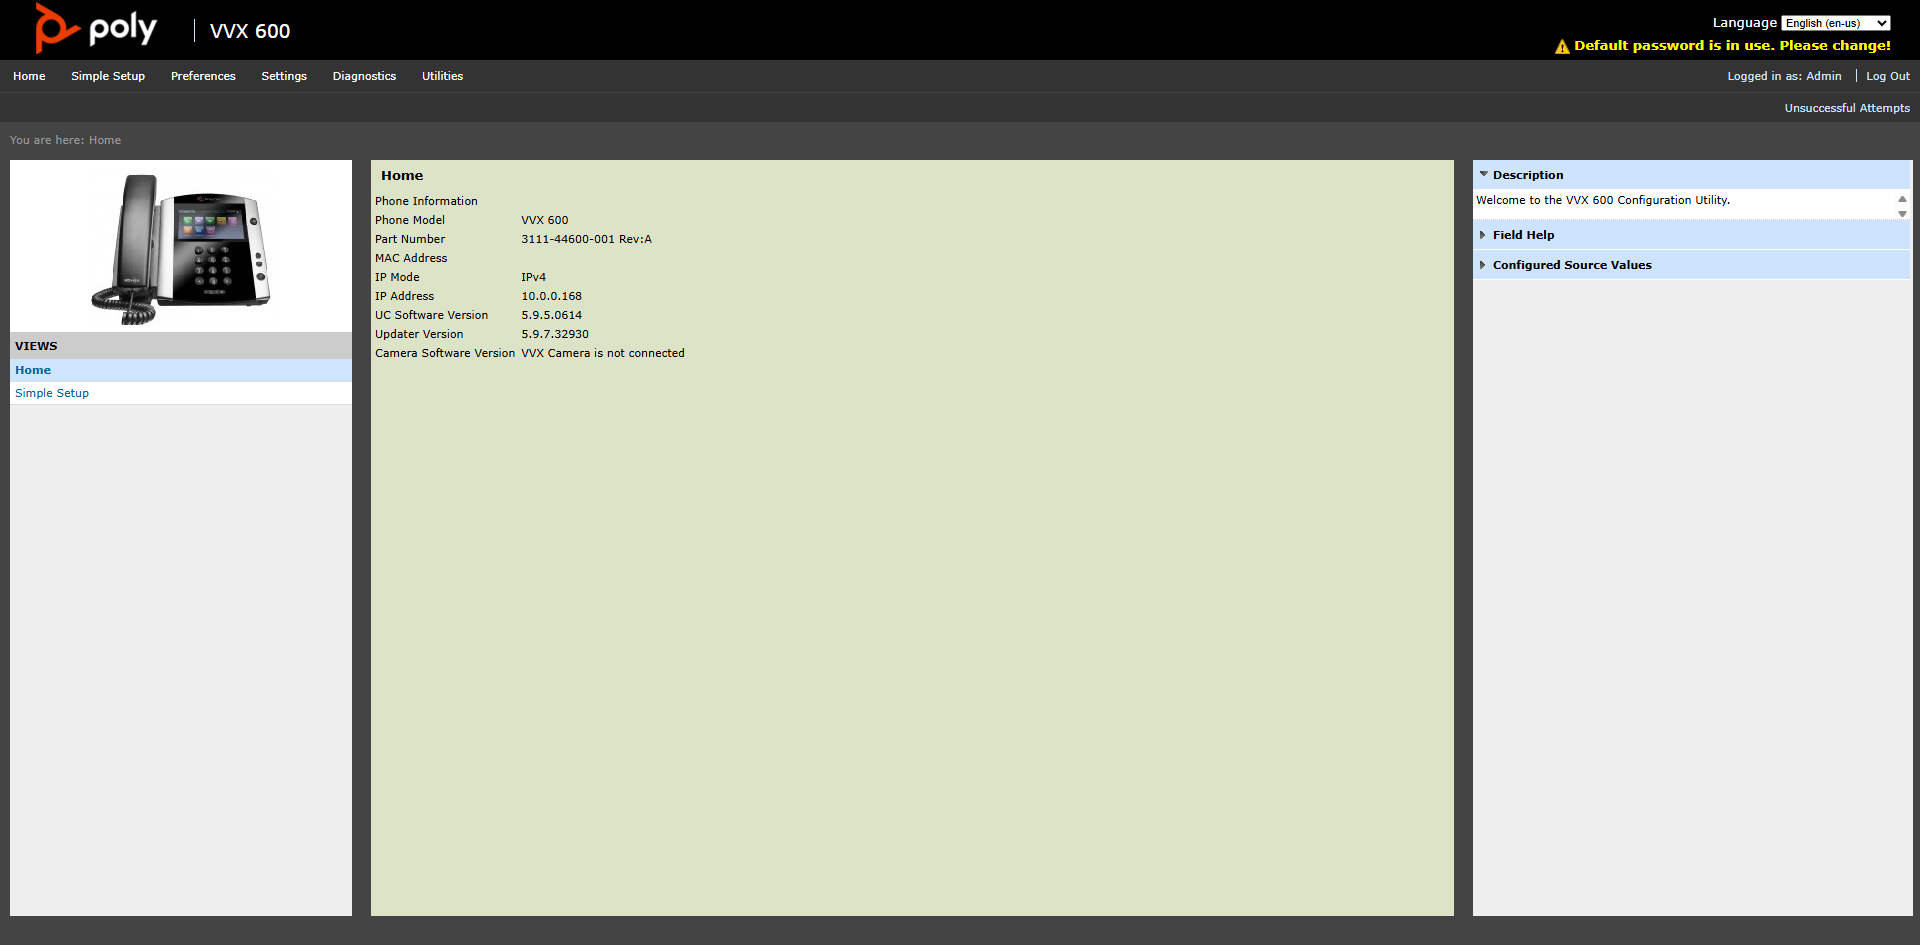 poly
VVX 600
Language English (en-us)
Default password is in use. Please change!
Home Simple Setup Preferences Settings Diagnostics Utilities
Logged in as: Admin Log Out
Unsuccessful Attempts
You are here: Home
VIEWS
Home
Simple Setup
Home
Phone Information
Phone Model VVX 600
Part Number 3111-44600-001 Rev:A
MAC Address
IP Mode IPv4
IP Address 10.0.0.168
UC Software Version 5.9.5.0614
Updater Version 5.9.7.32930
Camera Software Version VVX Camera is not connected
Description
Welcome to the VVX 600 Configuration Utility.
Field Help
Configured Source Values